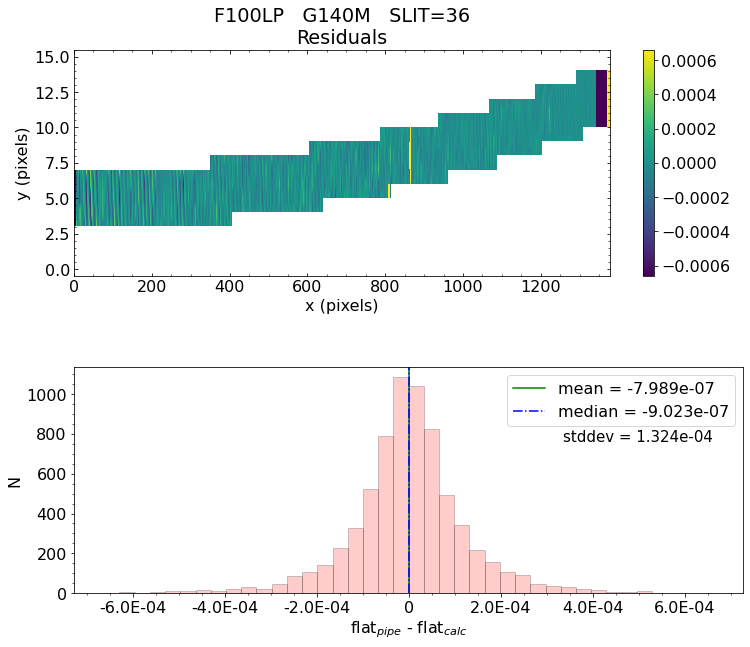 F100LP G140M SLIT=36
Residuals
15.0
12.5
10.0
7.5
5.0
2.5
0.0
y (pixels)
0 200 400 600 800 1000 1200
x (pixels)
0.0006
0.0004
0.0002
0.0000
−0.0002
−0.0004
−0.0006
mean = -7.989e-07
median = -9.023e-07
stddev = 1.324e-04
1000
800
600
400
200
0
N
-6.0E-04 -4.0E-04 -2.0E-04 0 2.0E-04 4.0E-04 6.0E-04
flat_pipe - flat_calc